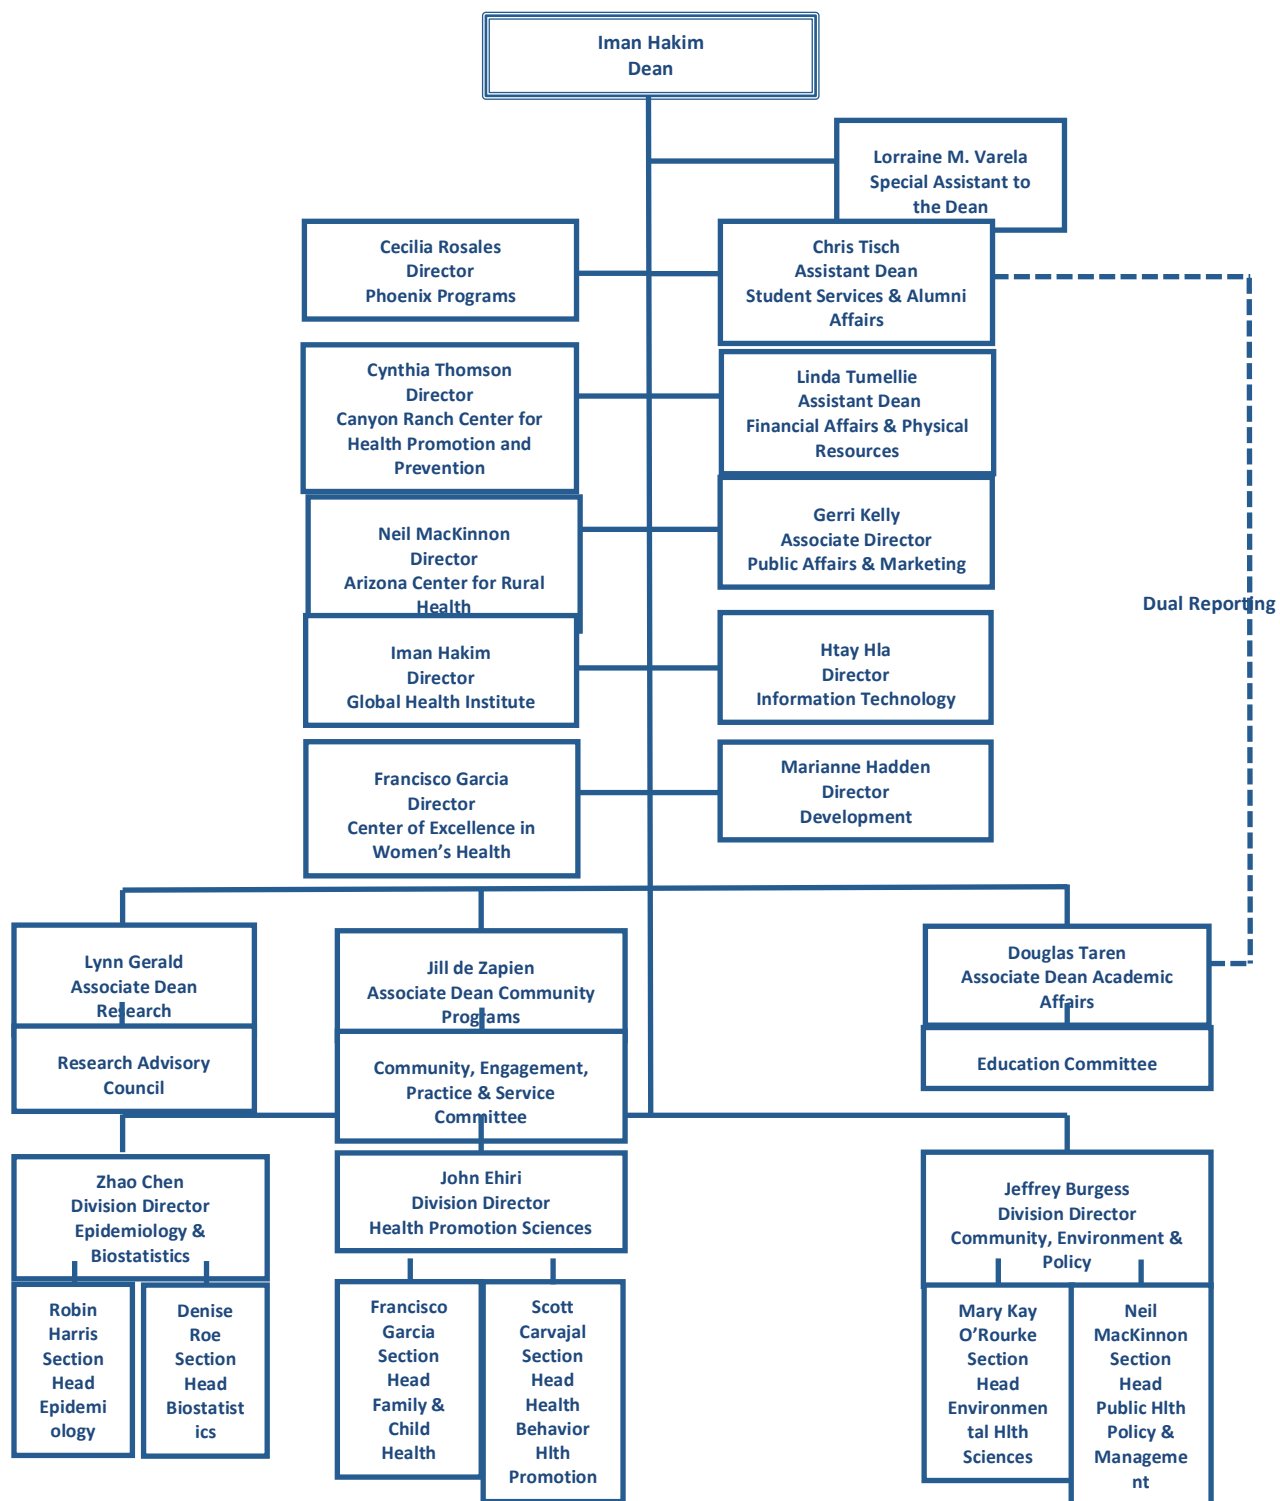 Iman Hakim
Dean
Lorraine M. Varela
Special Assistant to
the Dean
Cecilia Rosales
Director
Phoenix Programs
Chris Tisch
Assistant Dean
Student Services & Alumni
Affairs
Cynthia Thomson
Director
Canyon Ranch Center for
Health Promotion and
Prevention
Linda Tumellie
Assistant Dean
Financial Affairs & Physical
Resources
Neil MacKinnon
Director
Arizona Center for Rural
Health
Gerri Kelly
Associate Director
Public Affairs & Marketing
Dual Reporting
Iman Hakim
Director
Global Health Institute
Htay Hla
Director
Information Technology
Francisco Garcia
Director
Center of Excellence in
Women’s Health
Marianne Hadden
Director
Development
Lynn Gerald
Associate Dean
Research
Jill de Zapien
Associate Dean Community
Programs
Douglas Taren
Associate Dean Academic
Affairs
Research Advisory
Council
Community, Engagement,
Practice & Service
Committee
Education Committee
Zhao Chen
Division Director
Epidemiology &
Biostatistics
John Ehiri
Division Director
Health Promotion Sciences
Jeffrey Burgess
Division Director
Community, Environment &
Policy
Robin
Harris
Section
Head
Epidemi
ology
Denise
Roe
Section
Head
Biostatist
ics
Francisco
Garcia
Section
Head
Family &
Child
Health
Scott
Carvajal
Section
Head
Health
Behavior
Hlth
Promotion
Mary Kay
O’Rourke
Section
Head
Environmen
tal Hlth
Sciences
Neil
MacKinnon
Section
Head
Public Hlth
Policy &
Manageme
nt